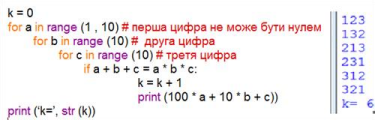 k = 0
for a in range (1 , 10) # перша цифра не може бути нулем
for b in range (10) # друга цифра
for c in range (10) # третя цифра
if a + b + c = a * b * c:
k = k + 1
print (100 * a + 10 * b + c))
print (‘k=’, str (k))
123
132
213
231
312
321
k= 6